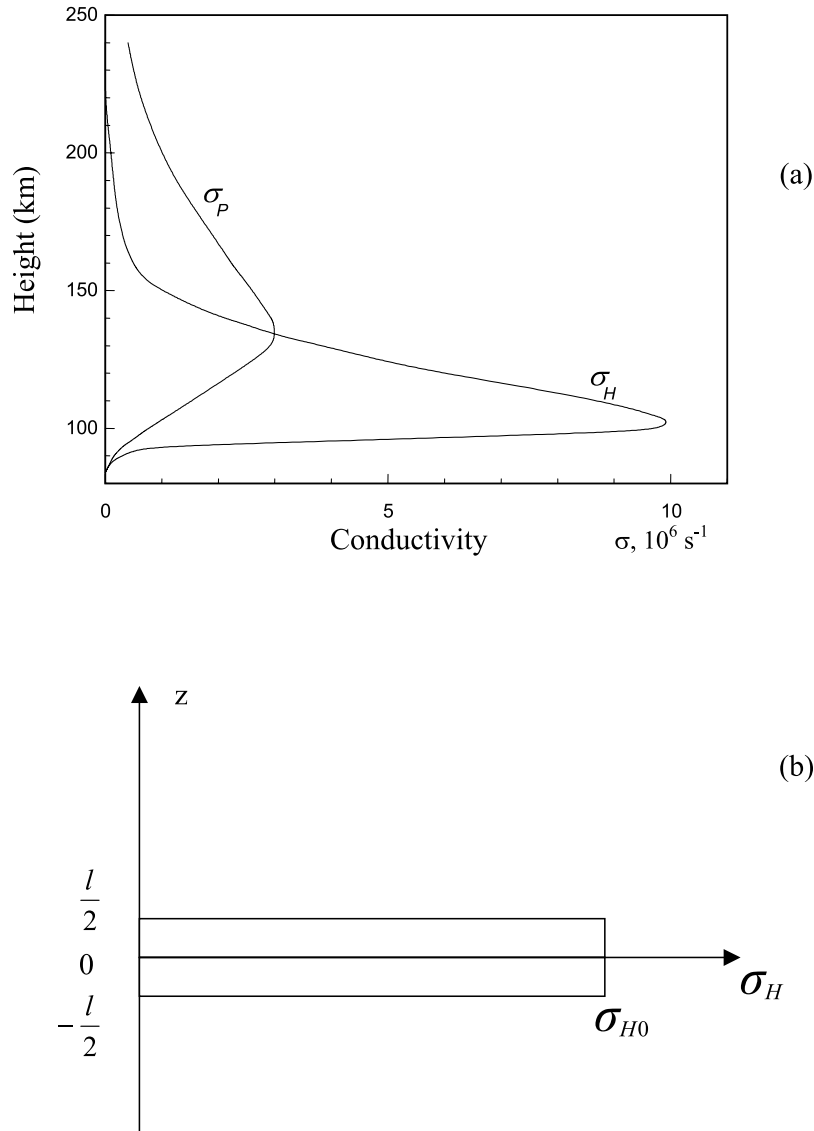 250
200
150
100
Height (km)
σP
σH
(a)
0
5
10
Conductivity
σ, 10⁶ s⁻¹
z
(b)
l/2
0
-l/2
σH
σH0